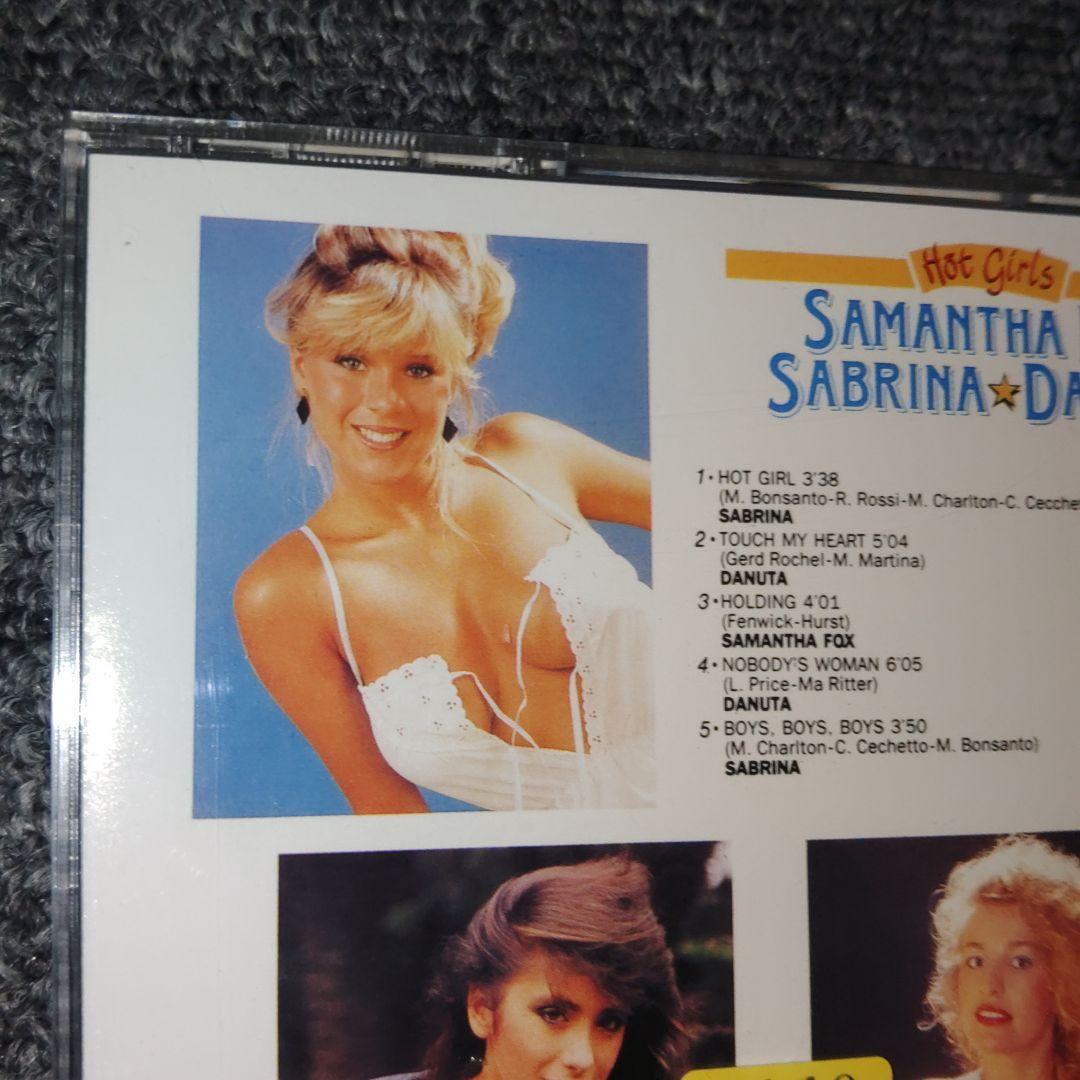 Hot Girls
SAMANTHA
SABRINA★DA
1• HOT GIRL 3'38
(M. Bonsanto-R. Rossi-M. Charlton-C. Cecche
SABRINA
2• TOUCH MY HEART 5'04
(Gerd Rochel-M. Martina)
DANUTA
3• HOLDING 4'01
(Fenwick-Hurst)
SAMANTHA FOX
4• NOBODY'S WOMAN 6'05
(L. Price-Ma Ritter)
DANUTA
5• BOYS, BOYS, BOYS 3'50
(M. Charlton-C. Cechetto-M. Bonsanto)
SABRINA